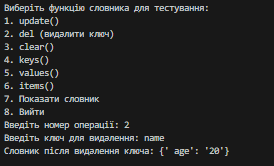 Виберіть функцію словника для тестування:
1. update()
2. del (видалити ключ)
3. clear()
4. keys()
5. values()
6. items()
7. Показати словник
8. Вийти
Введіть номер операції: 2
Введіть ключ для видалення: name
Словник після видалення ключа: {' age': '20'}